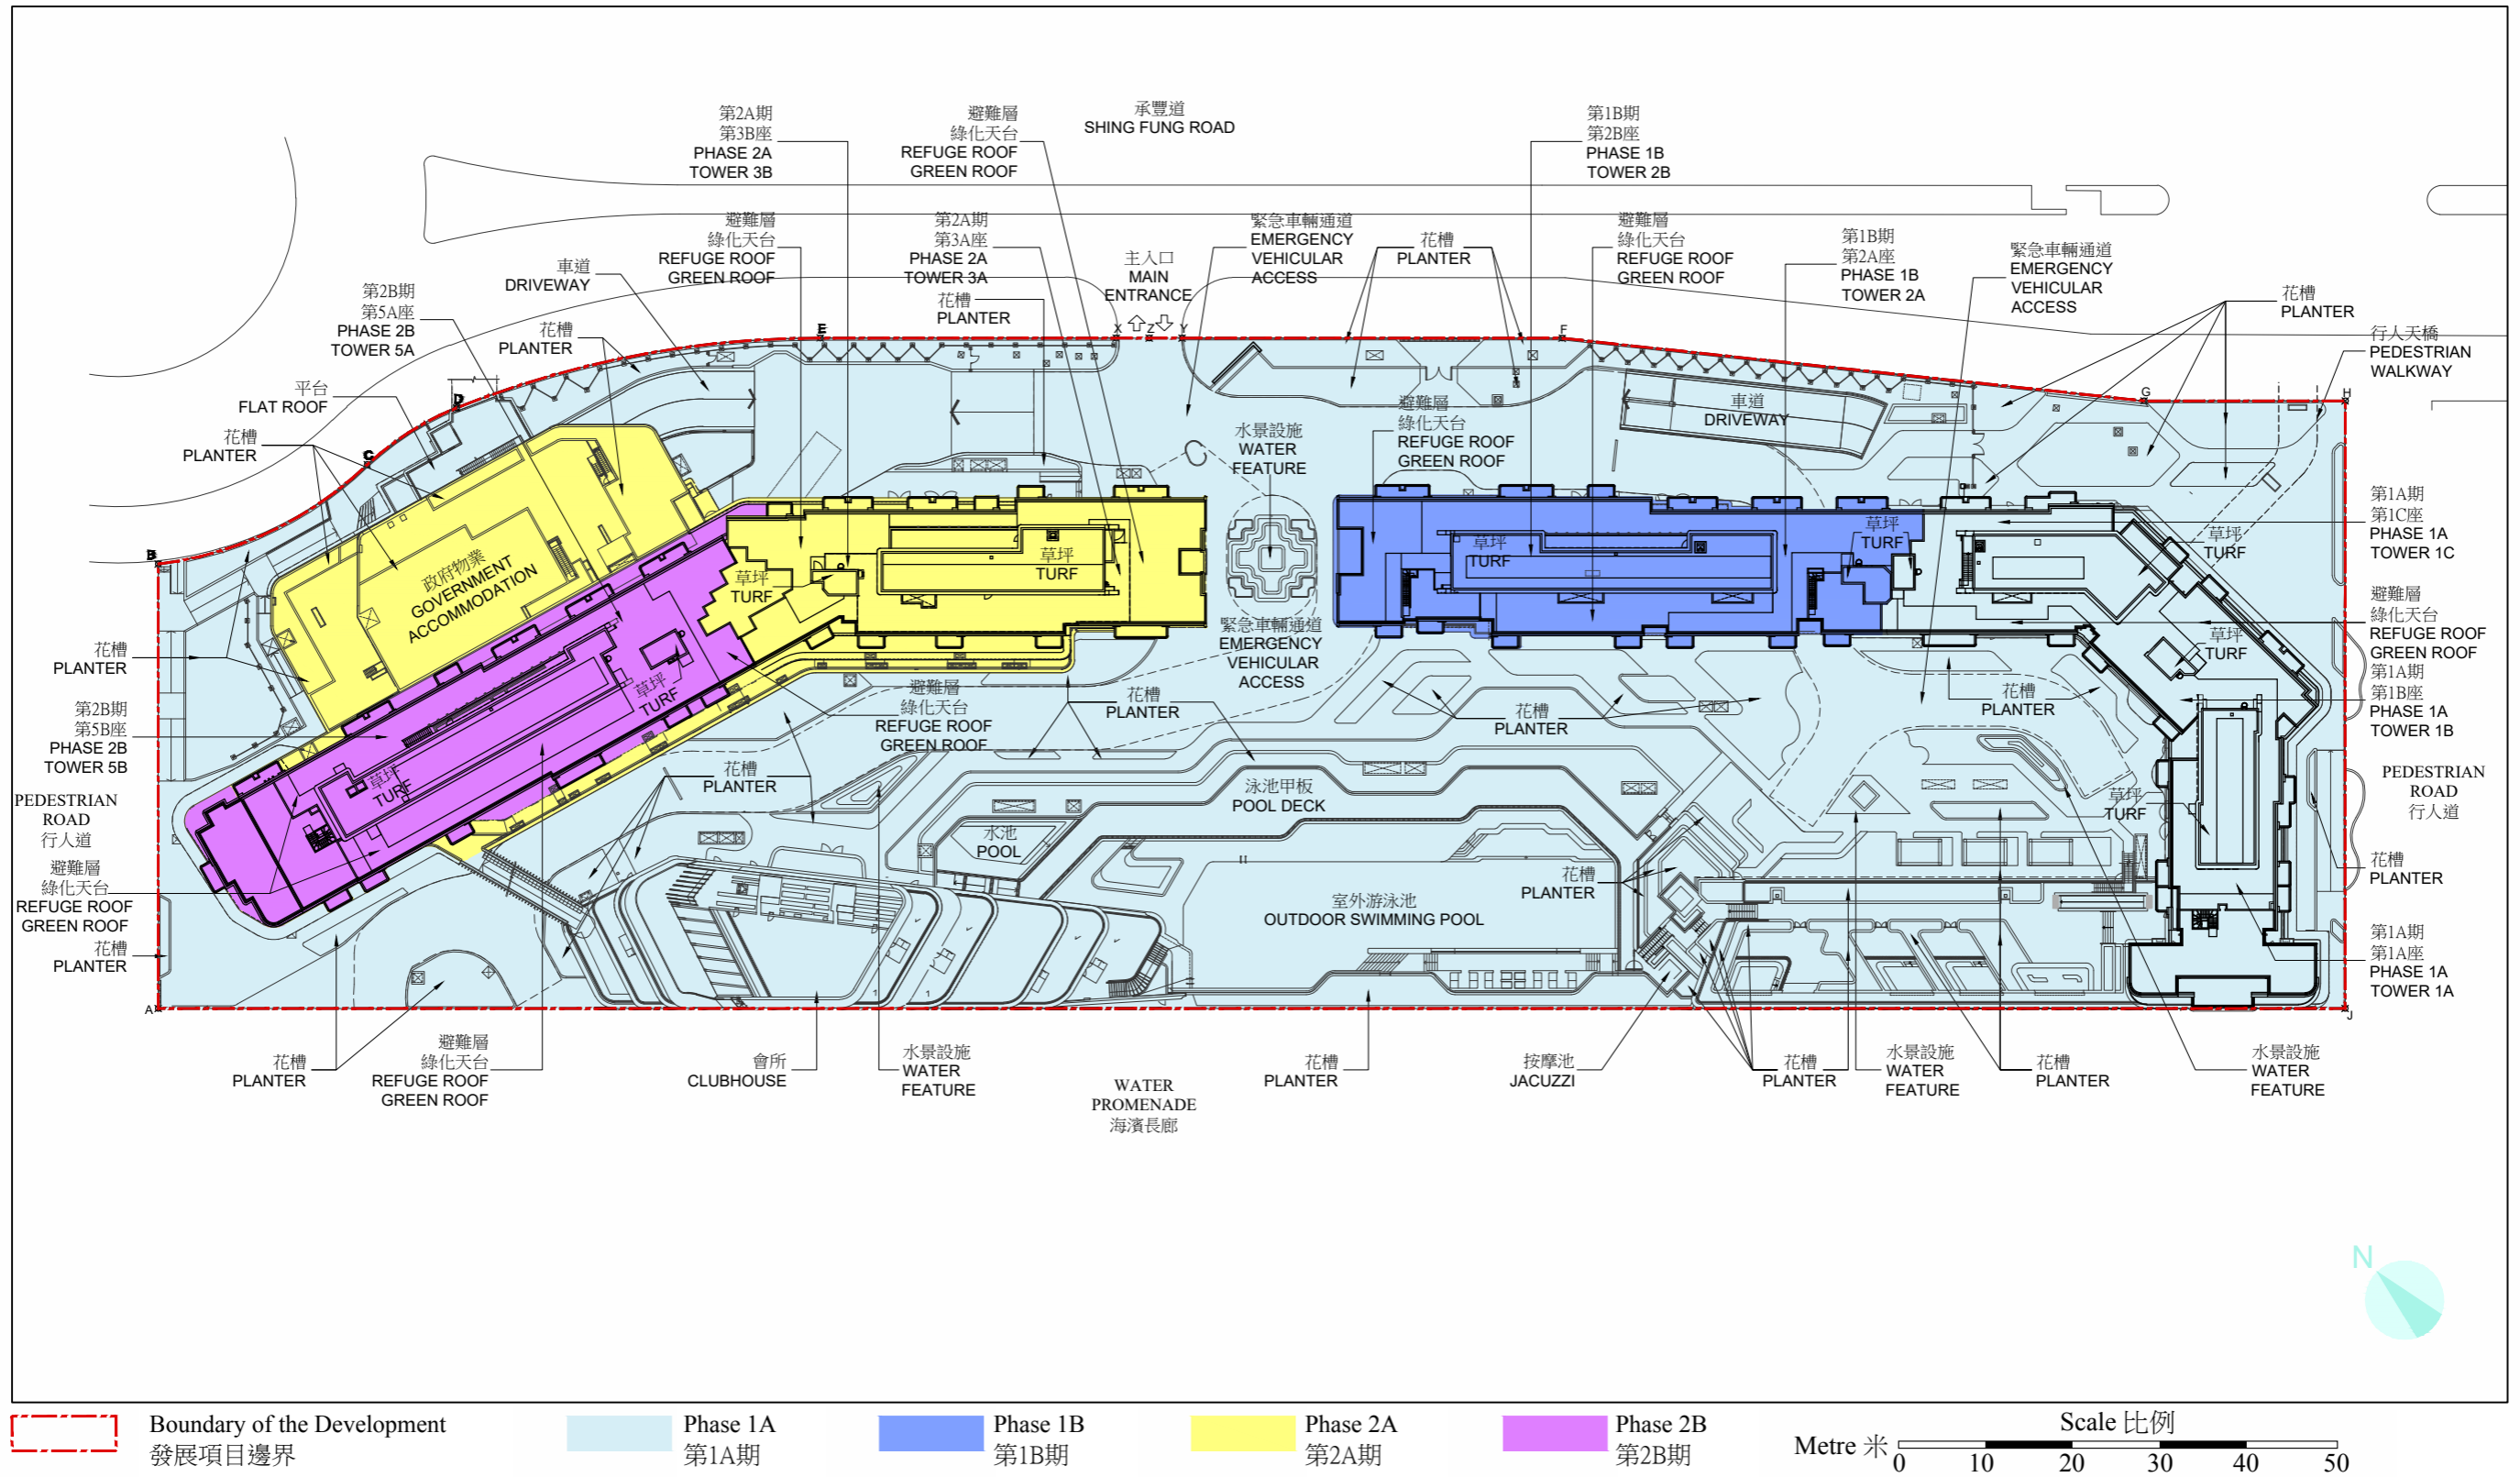 第2A期
第3B座
PHASE 2A
TOWER 3B
避難層
綠化天台
REFUGE ROOF
GREEN ROOF
承豐道
SHING FUNG ROAD
第1B期
第2B座
PHASE 1B
TOWER 2B
避難層
綠化天台
REFUGE ROOF
GREEN ROOF
第2A期
第3A座
PHASE 2A
TOWER 3A
主入口
MAIN
ENTRANCE
緊急車輛通道
EMERGENCY
VEHICULAR
ACCESS
花槽
PLANTER
避難層
綠化天台
REFUGE ROOF
GREEN ROOF
第1B期
第2A座
PHASE 1B
TOWER 2A
緊急車輛通道
EMERGENCY
VEHICULAR
ACCESS
花槽
PLANTER
行人天橋
PEDESTRIAN
WALKWAY
車道
DRIVEWAY
第2B期
第5A座
PHASE 2B
TOWER 5A
花槽
PLANTER
花槽
PLANTER
平台
FLAT ROOF
花槽
PLANTER
A
B
C
D
E
X
Z
Y
F
G
H
J
水景設施
WATER
FEATURE
避難層
綠化天台
REFUGE ROOF
GREEN ROOF
車道
DRIVEWAY
政府物業
GOVERNMENT
ACCOMMODATION
草坪
TURF
草坪
TURF
草坪
TURF
草坪
TURF
草坪
TURF
第1A期
第1C座
PHASE 1A
TOWER 1C
避難層
綠化天台
REFUGE ROOF
GREEN ROOF
草坪
TURF
第1A期
第1B座
PHASE 1A
TOWER 1B
花槽
PLANTER
緊急車輛通道
EMERGENCY
VEHICULAR
ACCESS
草坪
TURF
避難層
綠化天台
REFUGE ROOF
GREEN ROOF
花槽
PLANTER
花槽
PLANTER
花槽
PLANTER
第2B期
第5B座
PHASE 2B
TOWER 5B
草坪
TURF
花槽
PLANTER
泳池甲板
POOL DECK
水池
POOL
草坪
TURF
PEDESTRIAN
ROAD
行人道
PEDESTRIAN
ROAD
行人道
避難層
綠化天台
REFUGE ROOF
GREEN ROOF
花槽
PLANTER
室外游泳池
OUTDOOR SWIMMING POOL
花槽
PLANTER
花槽
PLANTER
第1A期
第1A座
PHASE 1A
TOWER 1A
花槽
PLANTER
避難層
綠化天台
REFUGE ROOF
GREEN ROOF
會所
CLUBHOUSE
水景設施
WATER
FEATURE
WATER
PROMENADE
海濱長廊
花槽
PLANTER
按摩池
JACUZZI
花槽
PLANTER
水景設施
WATER
FEATURE
花槽
PLANTER
水景設施
WATER
FEATURE
N
Boundary of the Development
發展項目邊界
Phase 1A
第1A期
Phase 1B
第1B期
Phase 2A
第2A期
Phase 2B
第2B期
Scale 比例
Metre 米
0 10 20 30 40 50